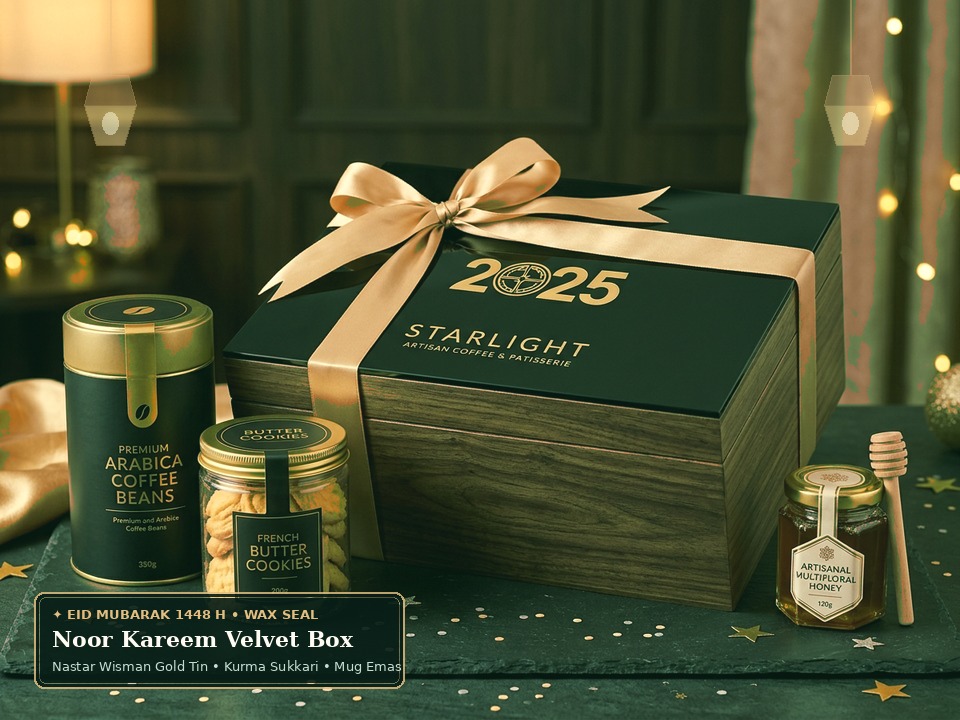 2025
STARLIGHT
ARTISAN COFFEE & PATISSERIE
PREMIUM
ARABICA
COFFEE
BEANS
Premium and Arebice
Coffee Beans
350g
BUTTER
COOKIES
FRENCH
BUTTER
COOKIES
200g
ARTISANAL
MULTIFLORAL
HONEY
120g
✦ EID MUBARAK 1448 H • WAX SEAL
Noor Kareem Velvet Box
Nastar Wisman Gold Tin • Kurma Sukkari • Mug Emas